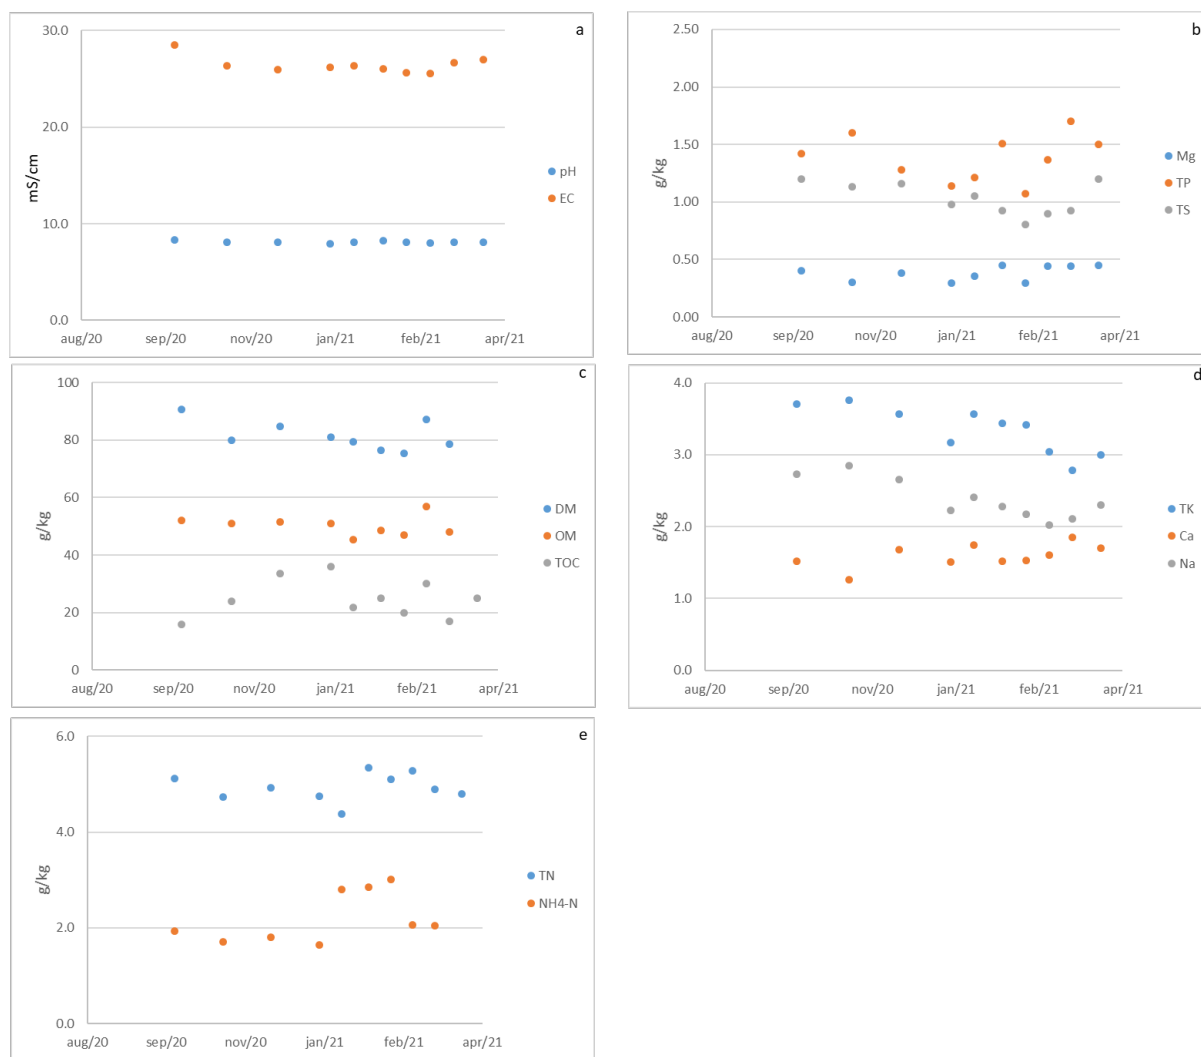 a
30.0
20.0
10.0
0.0
mS/cm
aug/20 sep/20 nov/20 jan/21 feb/21 apr/21
pH
EC
b
2.50
2.00
1.50
1.00
0.50
0.00
g/kg
aug/20 sep/20 nov/20 jan/21 feb/21 apr/21
Mg
TP
TS
c
100
80
60
40
20
0
g/kg
aug/20 sep/20 nov/20 jan/21 feb/21 apr/21
DM
OM
TOC
d
4.0
3.0
2.0
1.0
0.0
g/kg
aug/20 sep/20 nov/20 jan/21 feb/21 apr/21
TK
Ca
Na
e
6.0
4.0
2.0
0.0
g/kg
aug/20 sep/20 nov/20 jan/21 feb/21 apr/21
TN
NH4-N